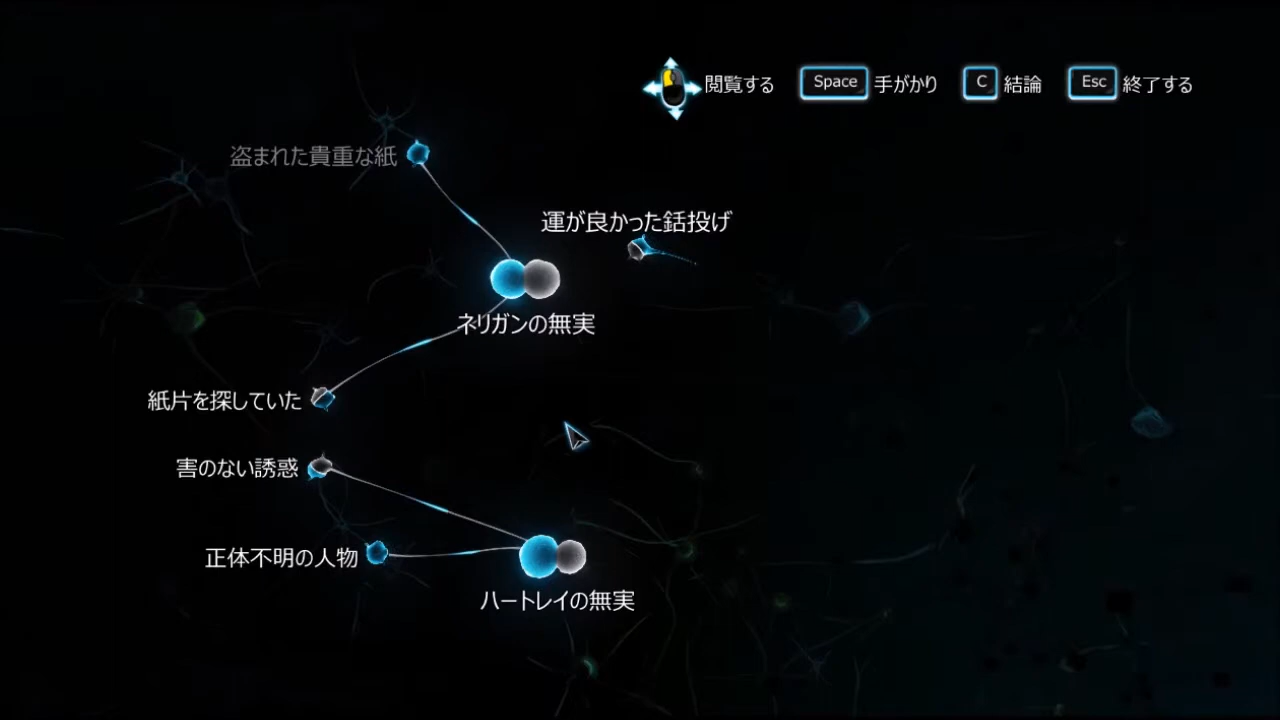 閲覧する Space 手がかり C 結論 Esc 終了する
盗まれた貴重な紙
運が良かった銛投げ
ネリガンの無実
紙片を探していた
害のない誘惑
正体不明の人物
ハートレイの無実